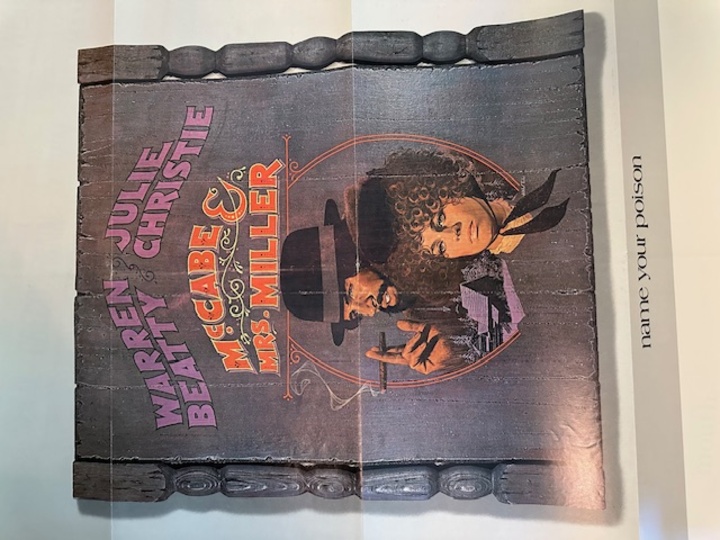 WARREN
BEATTY
JULIE
CHRISTIE
McCABE &
MRS. MILLER
name your poison